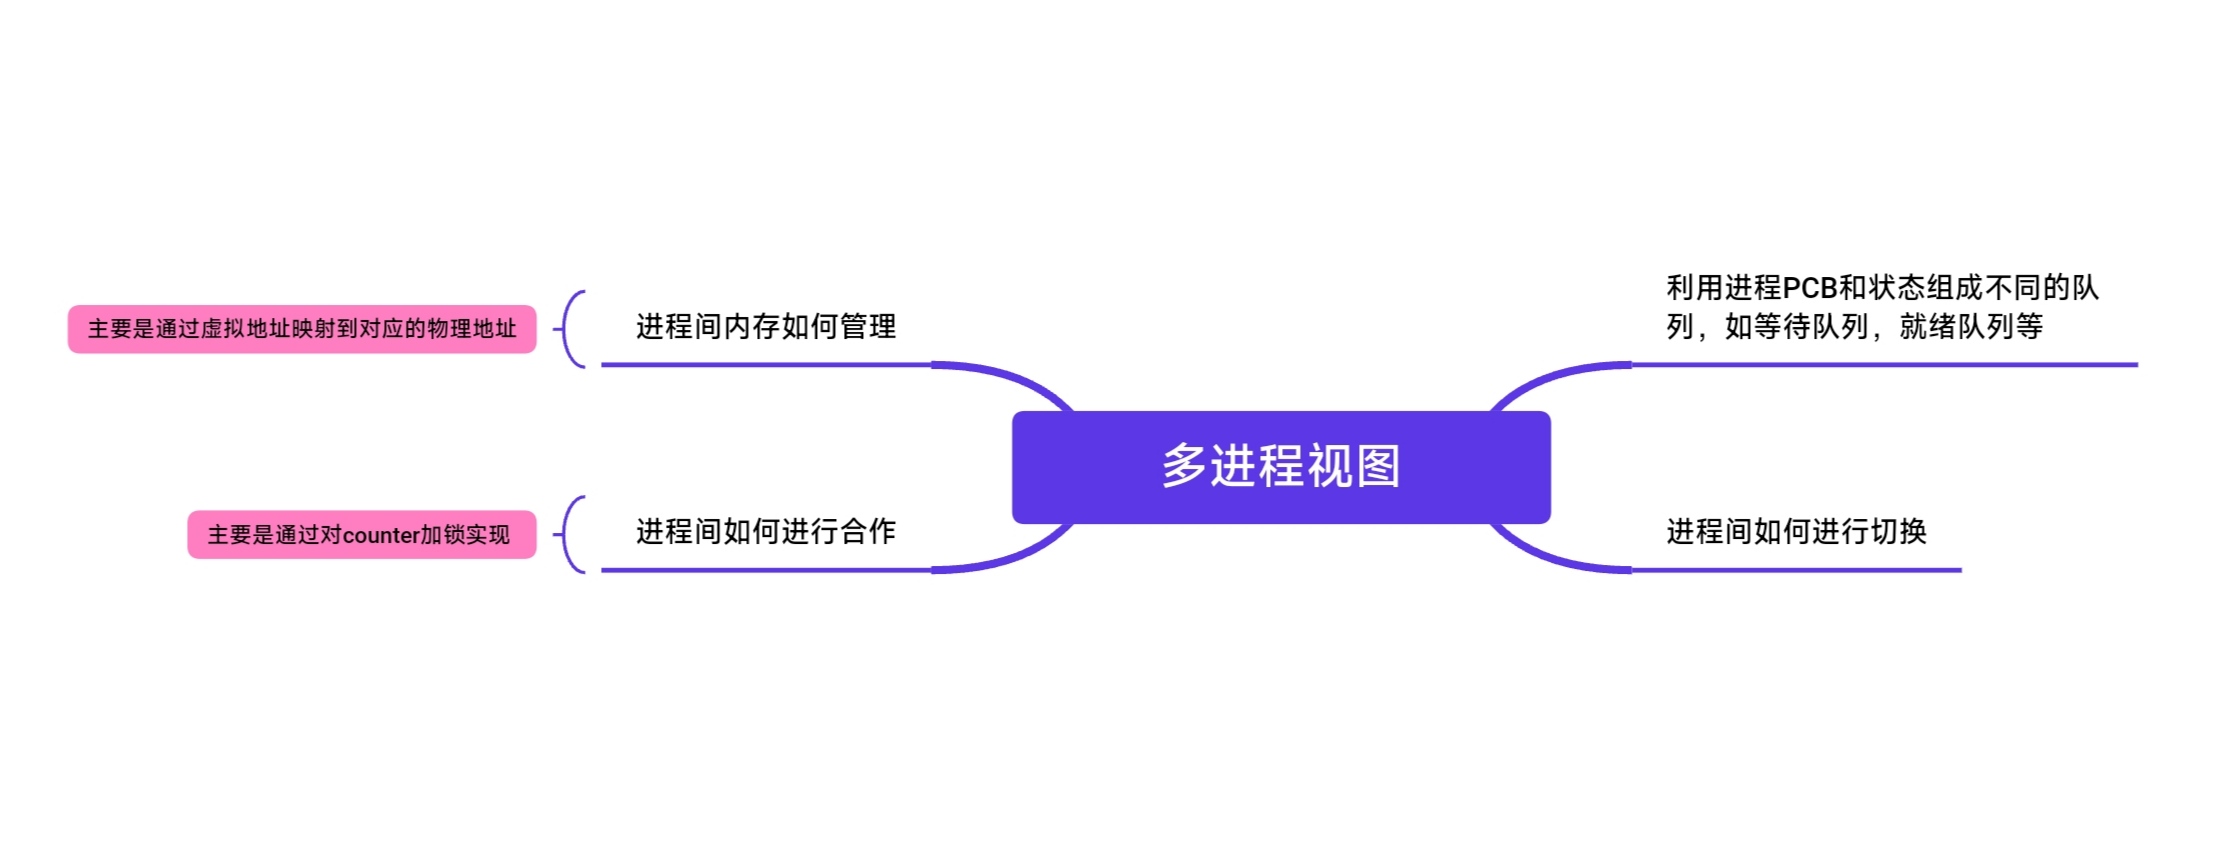 多进程视图
利用进程PCB和状态组成不同的队
列，如等待队列，就绪队列等
进程间如何进行切换
进程间内存如何管理
主要是通过虚拟地址映射到对应的物理地址
进程间如何进行合作
主要是通过对counter加锁实现